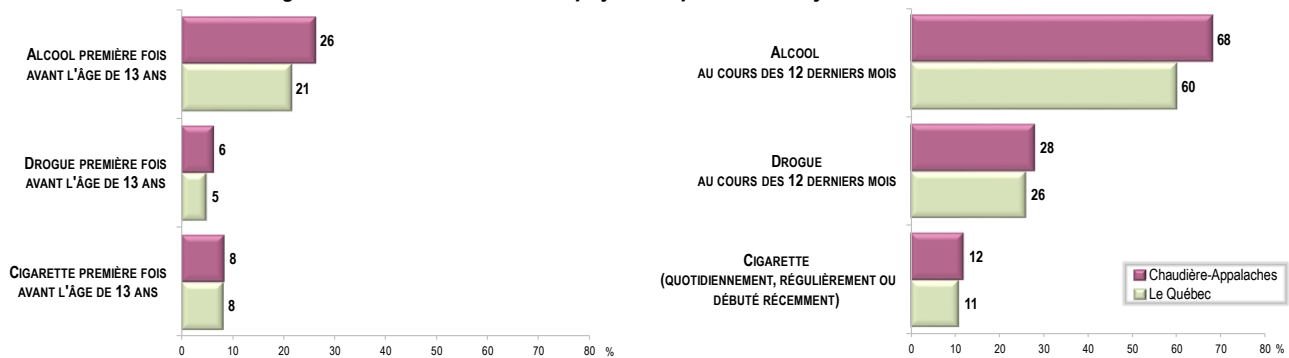 ALCOOL PREMIÈRE FOIS
AVANT L'ÂGE DE 13 ANS
26
21
DROGUE PREMIÈRE FOIS
AVANT L'ÂGE DE 13 ANS
6
5
CIGARETTE PREMIÈRE FOIS
AVANT L'ÂGE DE 13 ANS
8
8
0 10 20 30 40 50 60 70 80 %
ALCOOL
AU COURS DES 12 DERNIERS MOIS
68
60
DROGUE
AU COURS DES 12 DERNIERS MOIS
28
26
CIGARETTE
(QUOTIDIENNEMENT, RÉGULIÈREMENT OU
DÉBUTÉ RÉCEMMENT)
12
11
Chaudière-Appalaches
Le Québec
0 10 20 30 40 50 60 70 80 %